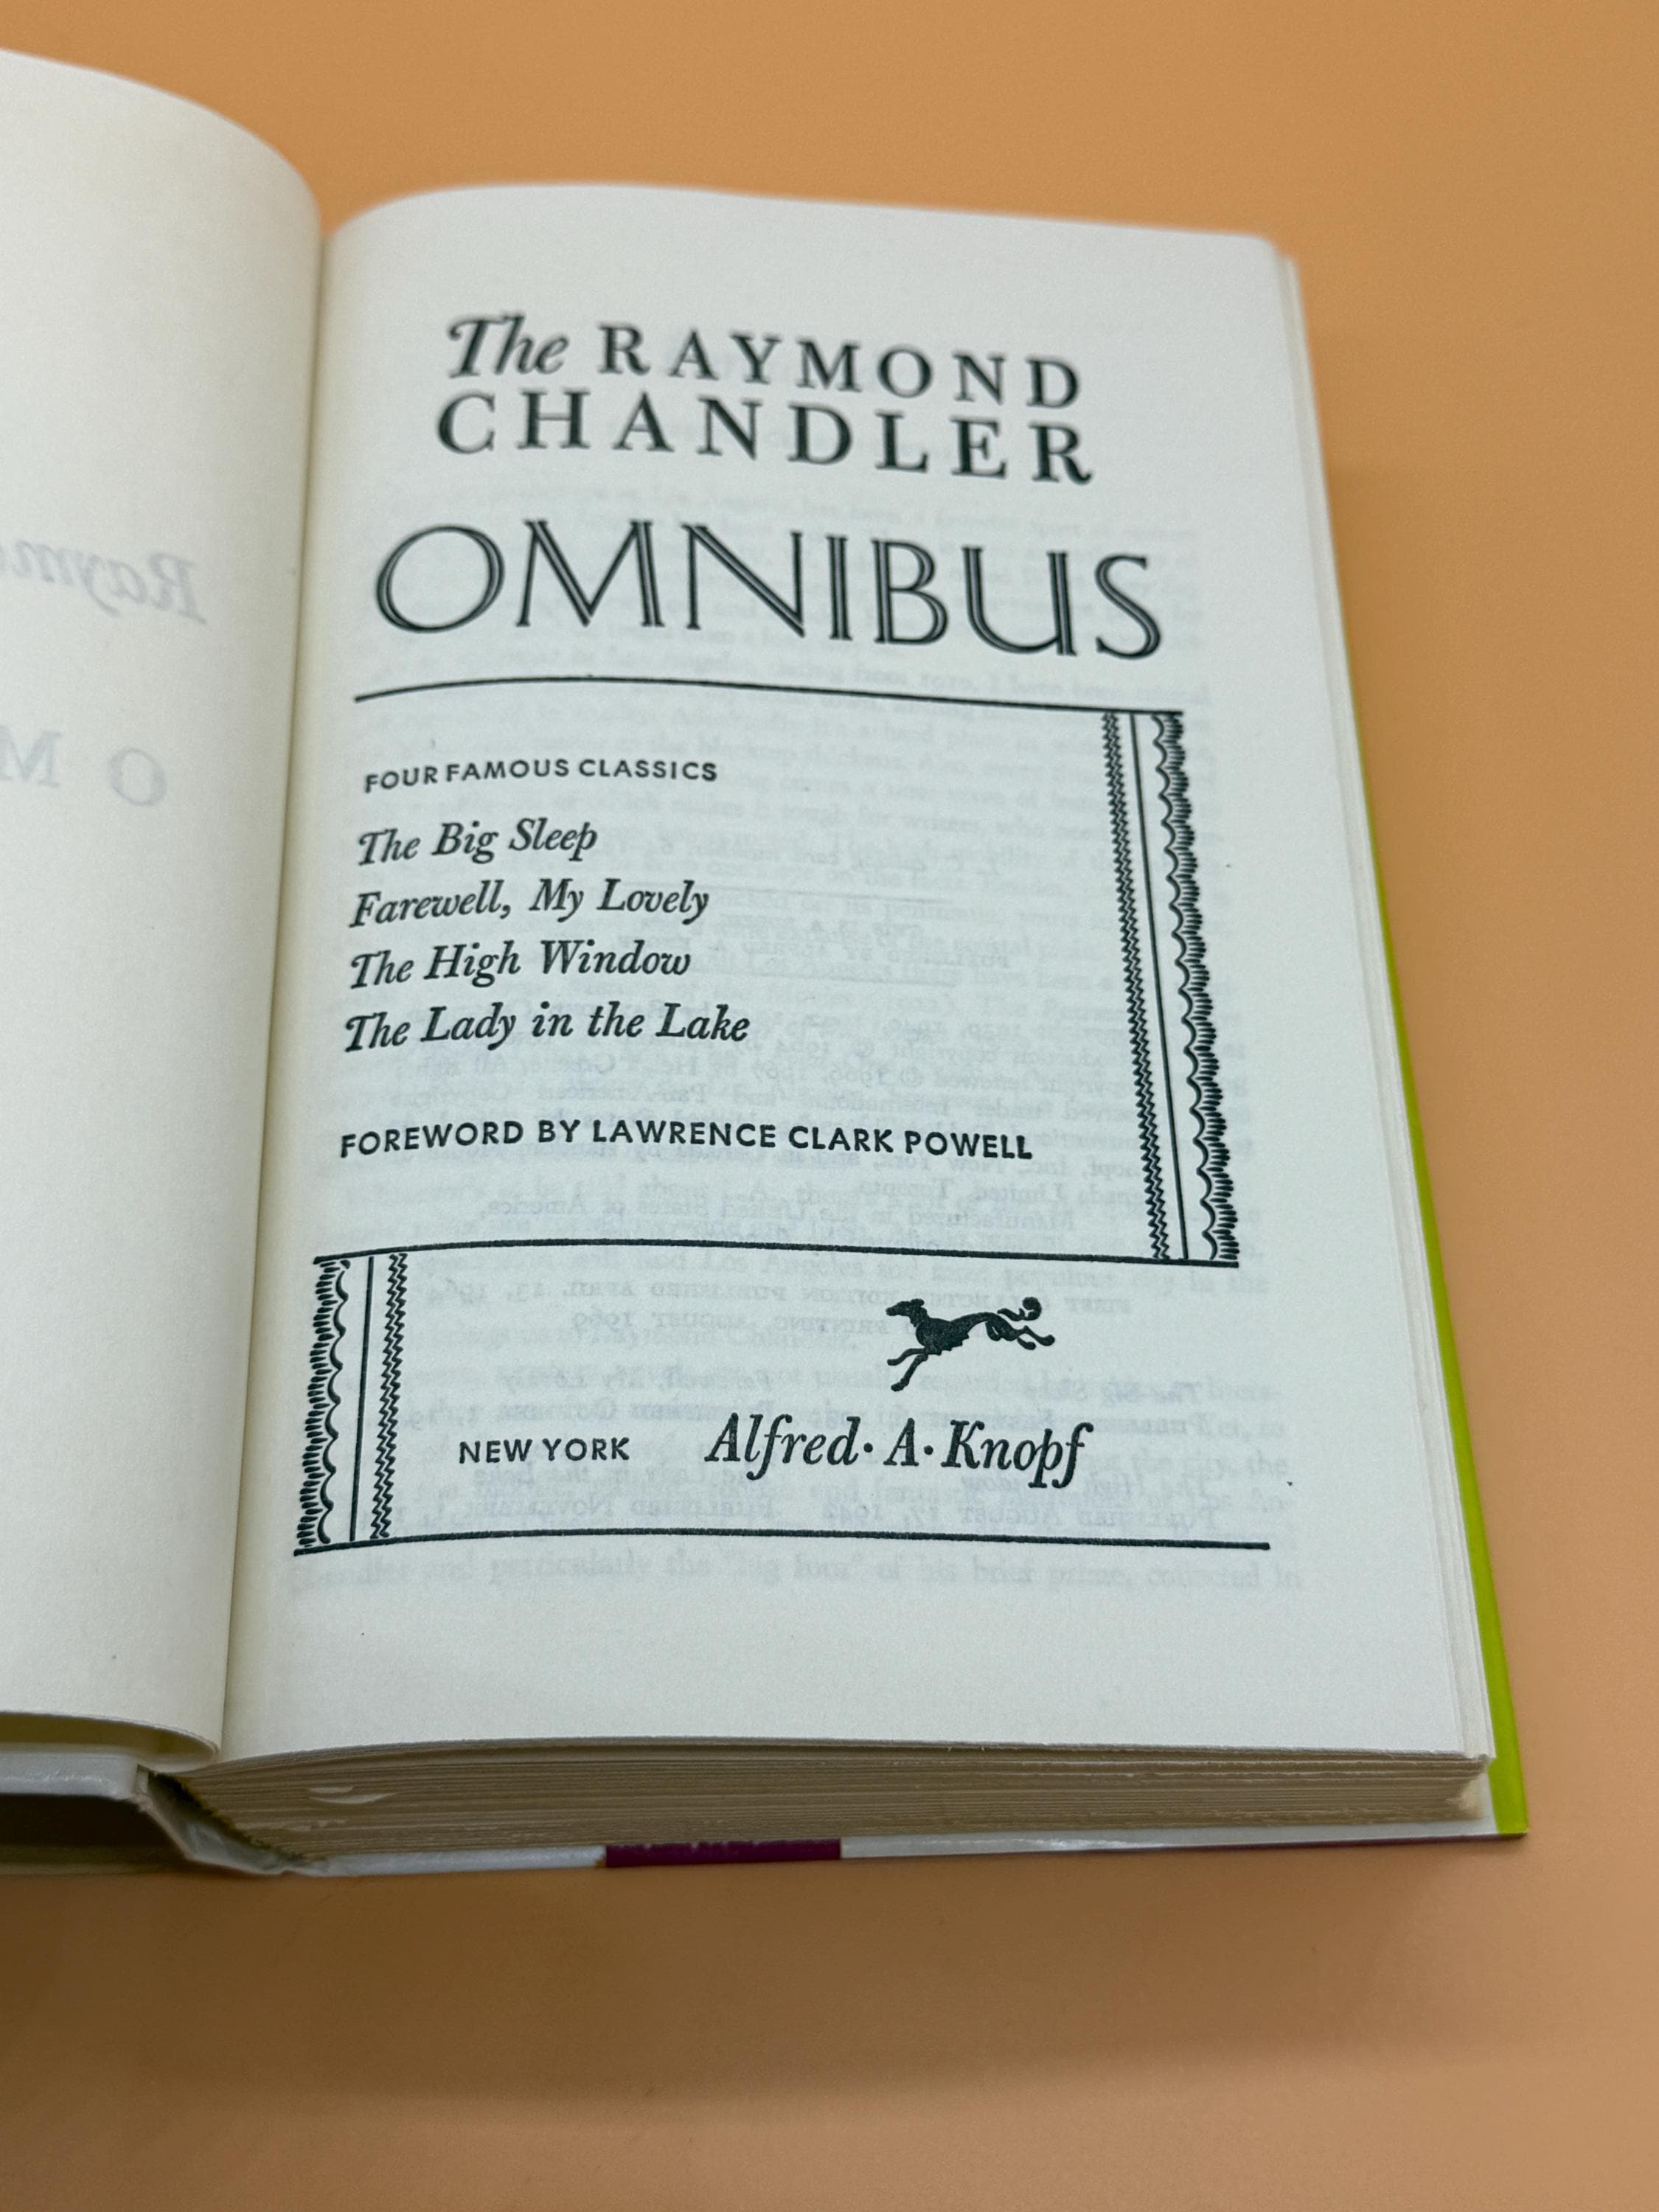 The RAYMOND
CHANDLER
OMNIBUS
FOUR FAMOUS CLASSICS
The Big Sleep
Farewell, My Lovely
The High Window
The Lady in the Lake
FOREWORD BY LAWRENCE CLARK POWELL
NEW YORK Alfred · A · Knopf